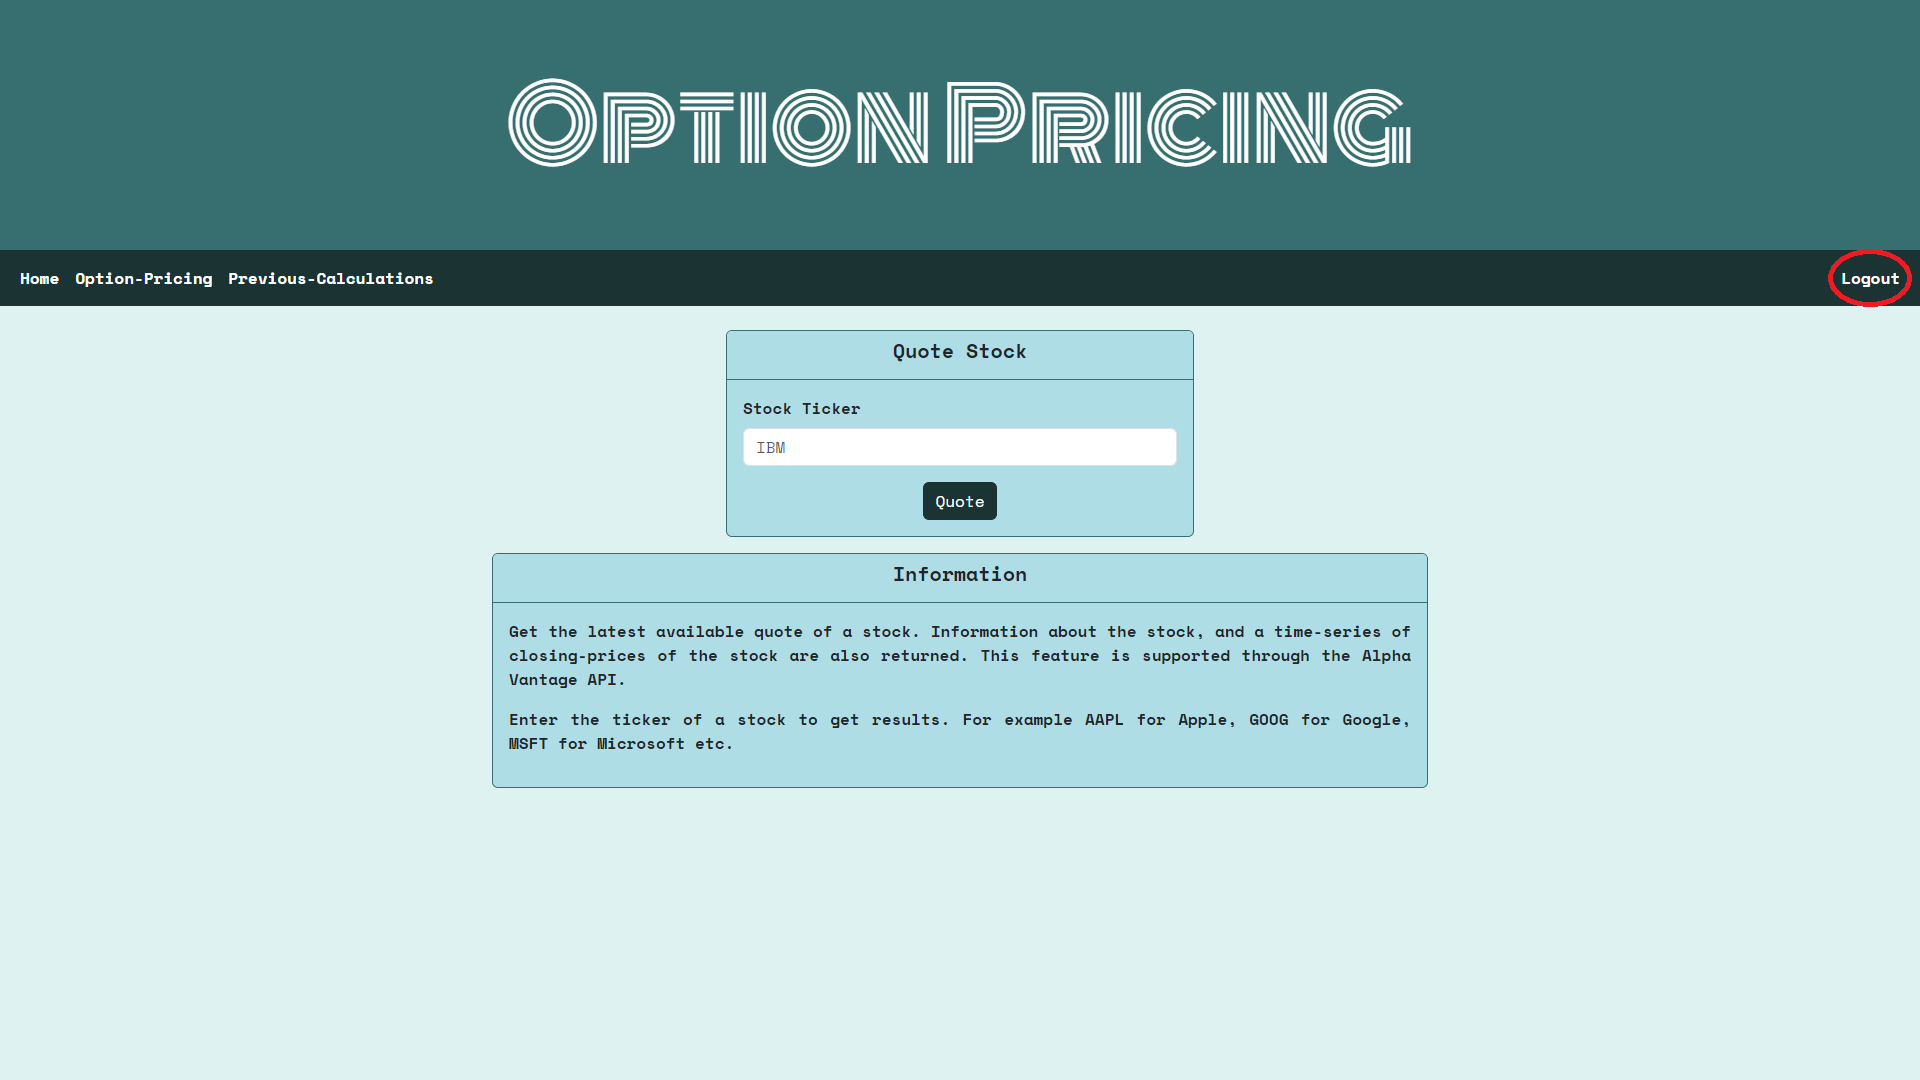 Option Pricing
Home Option-Pricing Previous-Calculations Logout
Quote Stock
Stock Ticker
IBM
Quote
Information
Get the latest available quote of a stock. Information about the stock, and a time-series of
closing-prices of the stock are also returned. This feature is supported through the Alpha
Vantage API.
Enter the ticker of a stock to get results. For example AAPL for Apple, GOOG for Google,
MSFT for Microsoft etc.